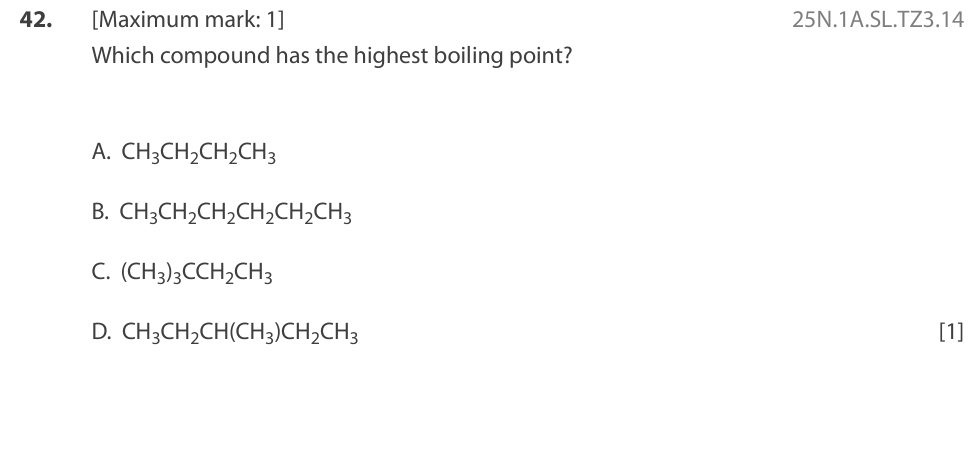 42. [Maximum mark: 1] 25N.1A.SL.TZ3.14
Which compound has the highest boiling point?
A. CH₃CH₂CH₂CH₃
B. CH₃CH₂CH₂CH₂CH₂CH₃
C. (CH₃)₃CCH₂CH₃
D. CH₃CH₂CH(CH₃)CH₂CH₃ [1]